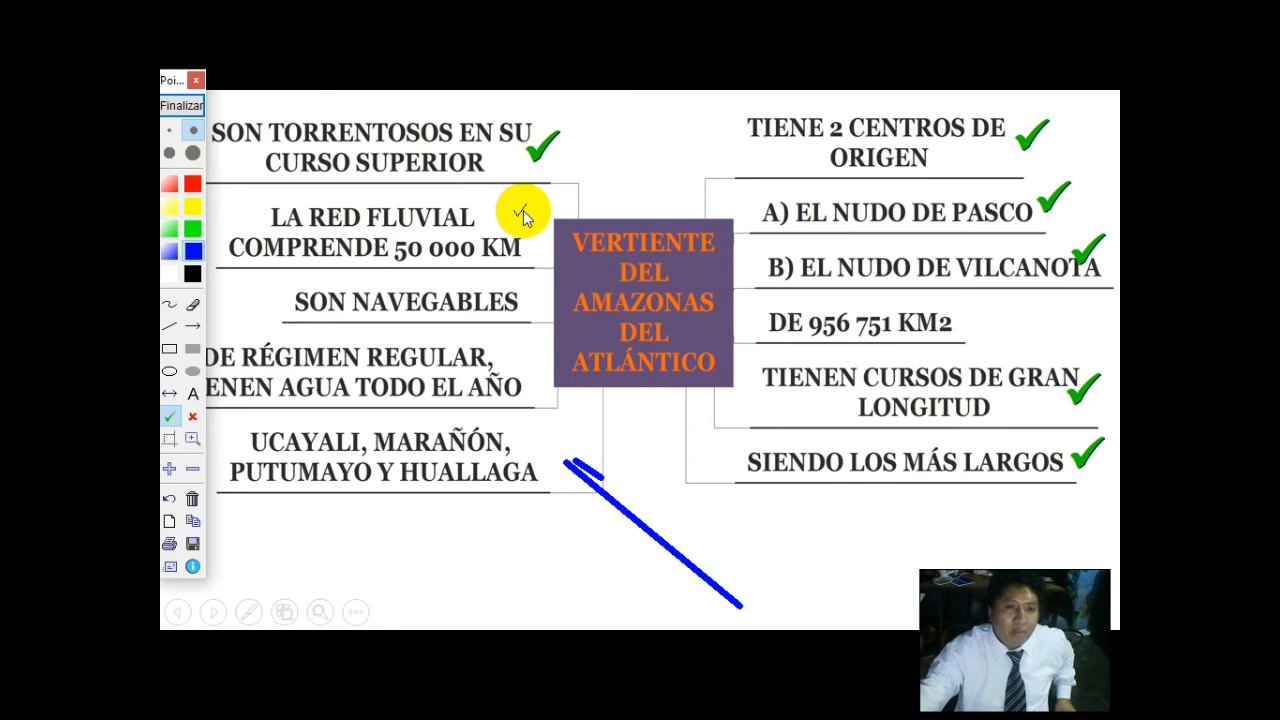 Poi...
x
Finalizar
A
SON TORRENTOSOS EN SU
CURSO SUPERIOR
LA RED FLUVIAL
COMPRENDE 50 000 KM
SON NAVEGABLES
DE RÉGIMEN REGULAR,
ENEN AGUA TODO EL AÑO
UCAYALI, MARAÑÓN,
PUTUMAYO Y HUALLAGA
VERTIENTE
DEL
AMAZONAS
DEL
ATLÁNTICO
TIENE 2 CENTROS DE
ORIGEN
A) EL NUDO DE PASCO
B) EL NUDO DE VILCANOTA
DE 956 751 KM2
TIENEN CURSOS DE GRAN
LONGITUD
SIENDO LOS MÁS LARGOS